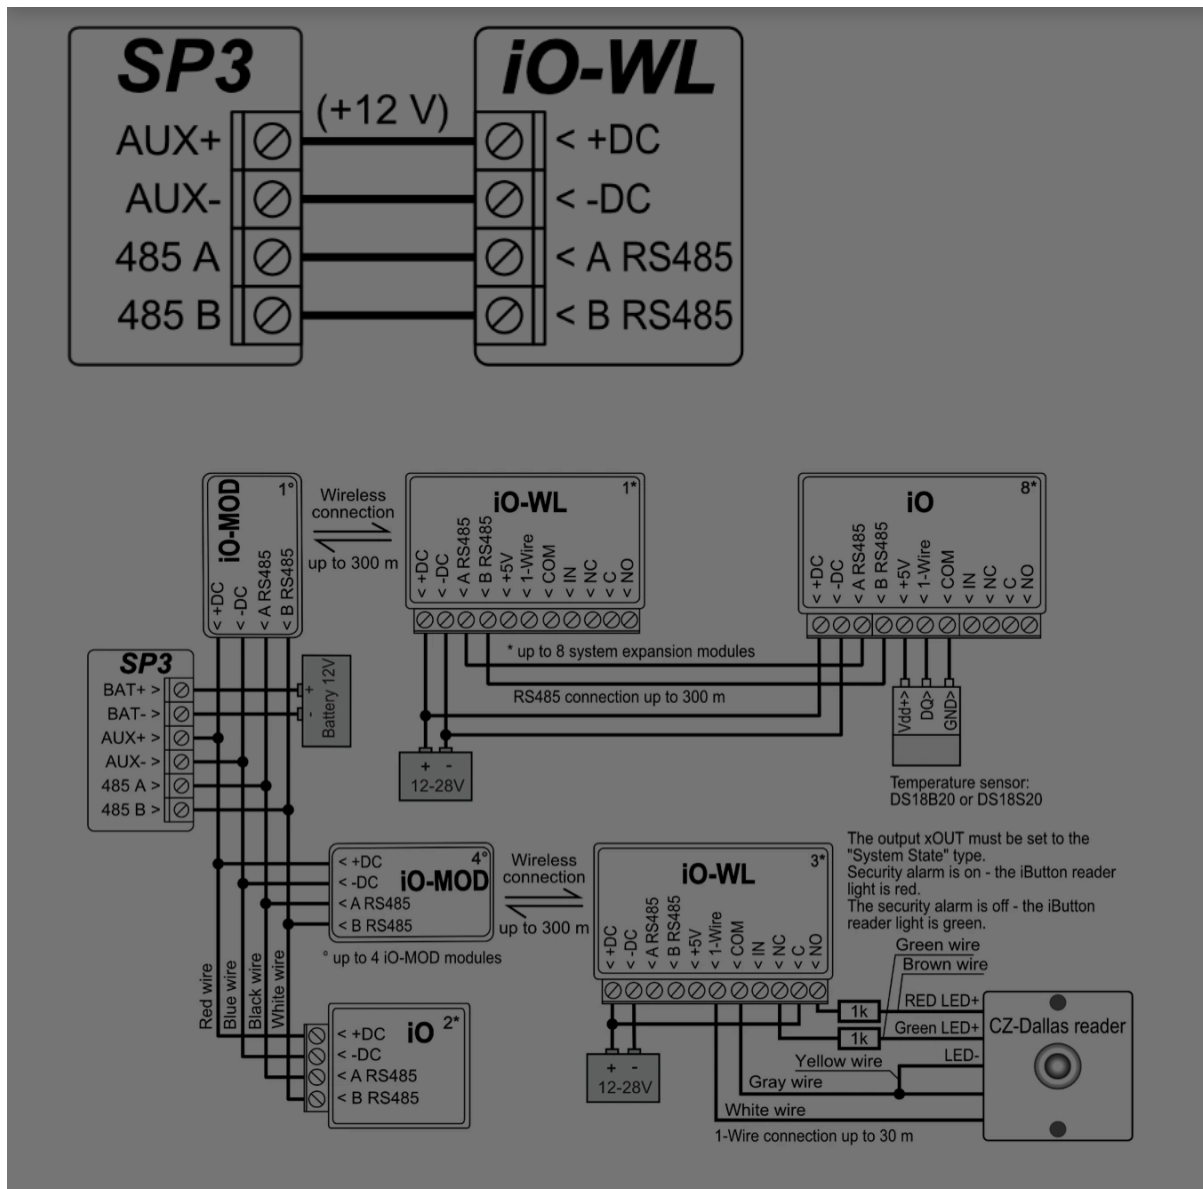 SP3
iO-WL
(+12 V)
AUX+
< +DC
AUX-
< -DC
485 A
< A RS485
485 B
< B RS485
iO-MOD
1°
< +DC
< -DC
< A RS485
< B RS485
Wireless
connection
up to 300 m
iO-WL
1*
< +DC
< -DC
< A RS485
< B RS485
< +5V
< 1-Wire
< COM
< IN
< NC
< C
< NO
iO
8*
< +DC
< -DC
< A RS485
< B RS485
< +5V
< 1-Wire
< COM
< IN
< NC
< C
< NO
* up to 8 system expansion modules
RS485 connection up to 300 m
SP3
BAT+ >
BAT- >
AUX+ >
AUX- >
485 A >
485 B >
+
-
Battery 12V
+ -
12-28V
Vdd+>
DQ>
GND>
Temperature sensor:
DS18B20 or DS18S20
< +DC
4°
< -DC
iO-MOD
< A RS485
< B RS485
° up to 4 iO-MOD modules
Wireless
connection
up to 300 m
iO-WL
3*
< +DC
< -DC
< A RS485
< B RS485
< +5V
< 1-Wire
< COM
< IN
< NC
< C
< NO
The output xOUT must be set to the
"System State" type.
Security alarm is on - the iButton reader
light is red.
The security alarm is off - the iButton
reader light is green.
Green wire
Brown wire
1k
RED LED+
1k
Green LED+
LED-
CZ-Dallas reader
Yellow wire
Gray wire
White wire
1-Wire connection up to 30 m
+ -
12-28V
Red wire
Blue wire
Black wire
White wire
< +DC
iO
2*
< -DC
< A RS485
< B RS485